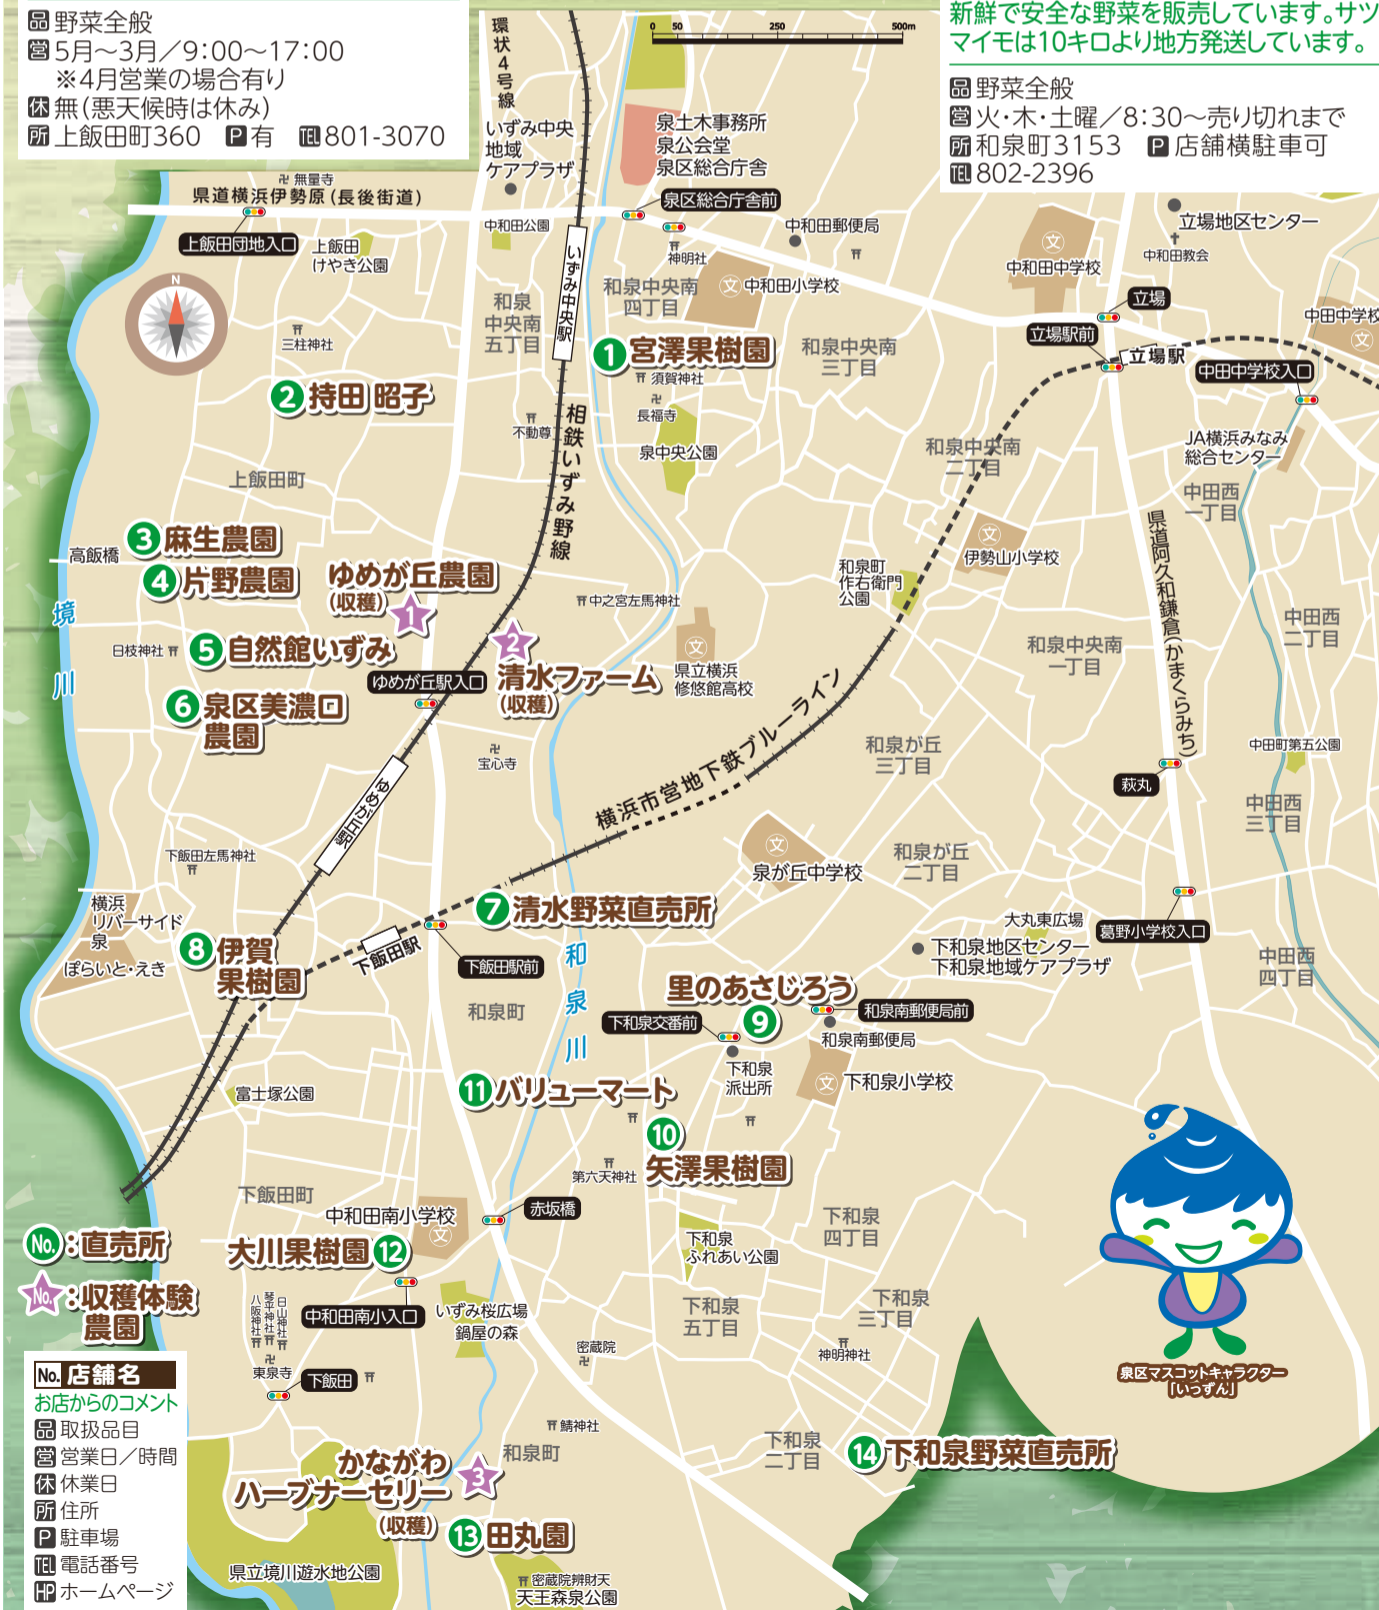 品 野菜全般
営 5月～3月／9:00～17:00
※4月営業の場合有り
休 無(悪天候時は休み)
所 上飯田町360 P 有 TEL 801-3070
新鮮で安全な野菜を販売しています。サツ
マイモは10キロより地方発送しています。
品 野菜全般
営 火・木・土曜／8:30～売り切れまで
所 和泉町3153 P 店舗横駐車可
TEL 802-2396
0 50 250 500m
環状4号線
いずみ中央
地域
ケアプラザ
泉土木事務所
泉公会堂
泉区総合庁舎
無量寺
県道横浜伊勢原(長後街道)
泉区総合庁舎前
上飯田団地入口
上飯田
けやき公園
中和田公園
神明社
中和田郵便局
立場地区センター
中和田教会
文
中和田中学校
N
いずみ中央駅
和泉
中央南
五丁目
和泉中央南
四丁目
文 中和田小学校
立場
立場駅前
立場駅
中田中学校
文
中田中学校入口
三柱神社
1 宮澤果樹園
和泉中央南
三丁目
須賀神社
2 持田 昭子
長福寺
不動尊
相鉄いずみ野線
泉中央公園
和泉中央南
二丁目
JA横浜みなみ
総合センター
上飯田町
中田西
一丁目
県道阿久和鎌倉(かまくらみち)
高飯橋
3 麻生農園
4 片野農園
ゆめが丘農園
(収穫)
1
文
伊勢山小学校
和泉町
作右衛門
公園
境川
中之宮左馬神社
中田西
二丁目
日枝神社
5 自然館いずみ
2
清水ファーム
(収穫)
文
県立横浜
修悠館高校
和泉中央南
一丁目
ゆめが丘駅入口
6 泉区美濃口
農園
宝心寺
横浜市営地下鉄ブルーライン
和泉が丘
三丁目
中田町第五公園
萩丸
ゆめが丘駅
中田西
三丁目
下飯田左馬神社
文
泉が丘中学校
和泉が丘
二丁目
横浜
リバーサイド
泉
ぽらいと・えき
7 清水野菜直売所
大丸東広場
葛野小学校入口
8 伊賀
果樹園
下飯田駅
下飯田駅前
下和泉地区センター
下和泉地域ケアプラザ
中田西
四丁目
和泉川
和泉町
里のあさじろう
9
下和泉交番前
和泉南郵便局前
和泉南郵便局
下和泉
派出所
文 下和泉小学校
富士塚公園
11 バリューマート
10
矢澤果樹園
第六天神社
下飯田町
中和田南小学校
文
赤坂橋
下和泉
四丁目
下和泉
ふれあい公園
No. :直売所
大川果樹園 12
No. :収穫体験
農園
八阪神社
琴平神社
日山神社
中和田南小入口
いずみ桜広場
鍋屋の森
下和泉
五丁目
下和泉
三丁目
東泉寺
下飯田
密蔵院
神明神社
泉区マスコットキャラクター
「いっずん」
No. 店舗名
お店からのコメント
品 取扱品目
営 営業日／時間
休 休業日
所 住所
P 駐車場
TEL 電話番号
HP ホームページ
鯖神社
和泉町
下和泉
二丁目
14 下和泉野菜直売所
かながわ
ハーブナーセリー
(収穫)
3
13 田丸園
県立境川遊水地公園
密蔵院辨財天
天王森泉公園